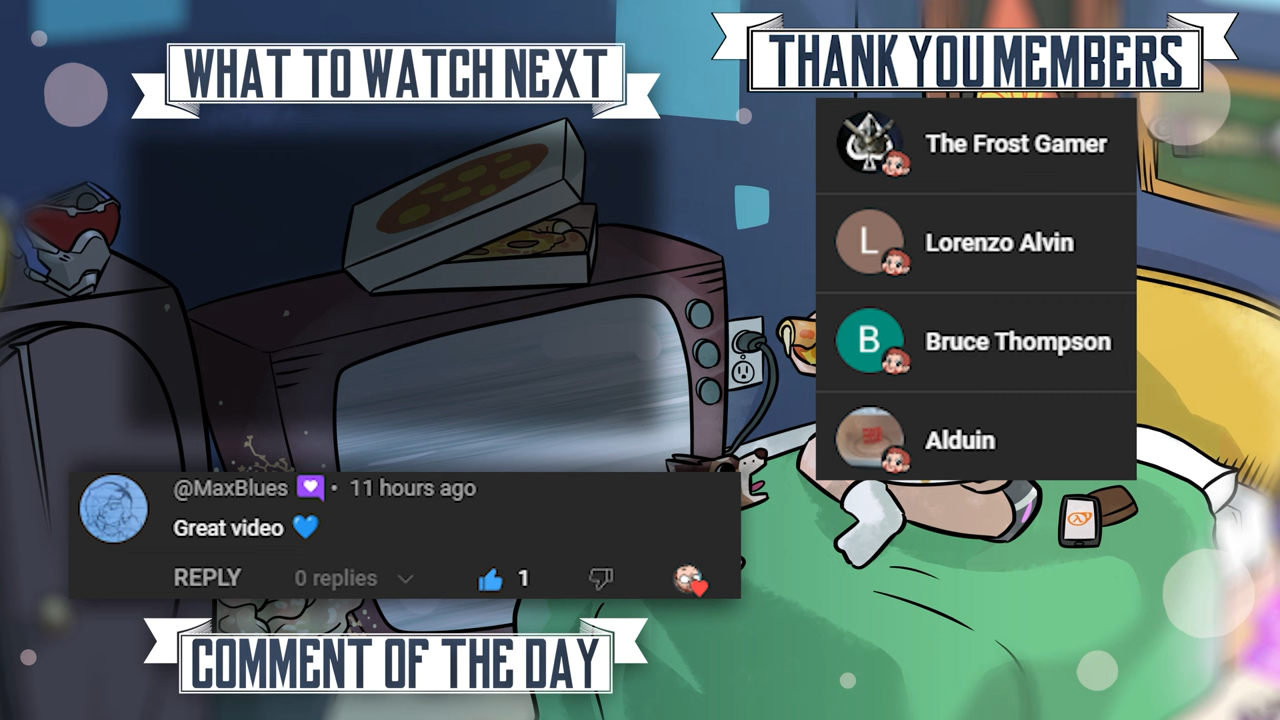 WHAT TO WATCH NEXT
THANK YOU MEMBERS
The Frost Gamer
L
Lorenzo Alvin
B
Bruce Thompson
Alduin
@MaxBlues • 11 hours ago
Great video 💙
REPLY 0 replies 1
COMMENT OF THE DAY